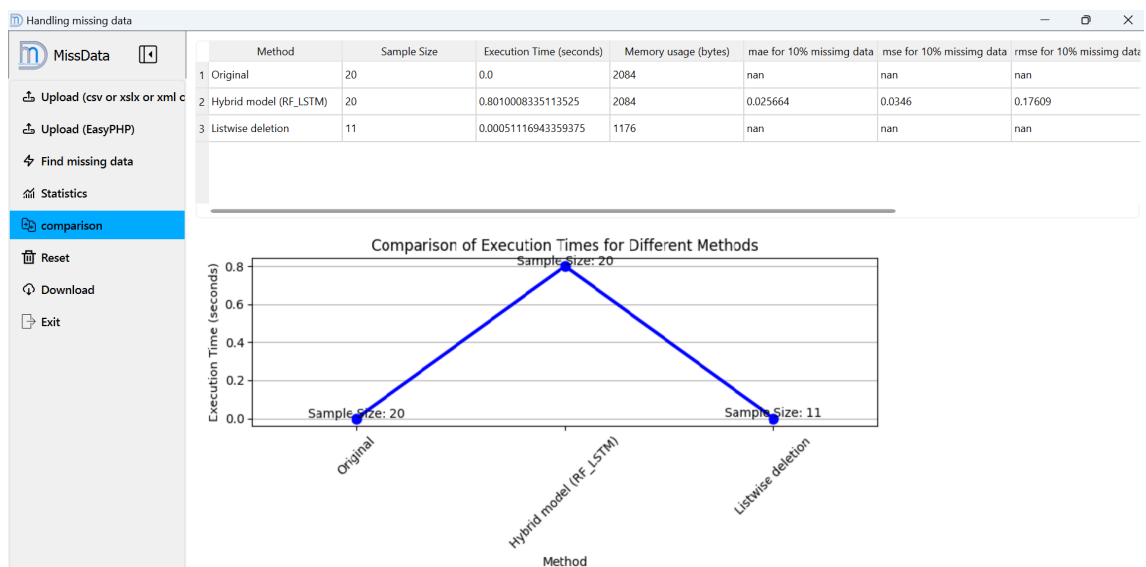 Handling missing data
MissData
Upload (csv or xslx or xml c
Upload (EasyPHP)
Find missing data
Statistics
comparison
Reset
Download
Exit
Method Sample Size Execution Time (seconds) Memory usage (bytes) mae for 10% missimg data mse for 10% missimg data rmse for 10% missimg data
1 Original 20 0.0 2084 nan nan nan
2 Hybrid model (RF_LSTM) 20 0.8010008335113525 2084 0.025664 0.0346 0.17609
3 Listwise deletion 11 0.00051116943359375 1176 nan nan nan
Comparison of Execution Times for Different Methods
Execution Time (seconds)
0.8
0.6
0.4
0.2
0.0
Sample Size: 20
Sample Size: 20
Sample Size: 11
Original
Hybrid model (RF_LSTM)
Listwise deletion
Method